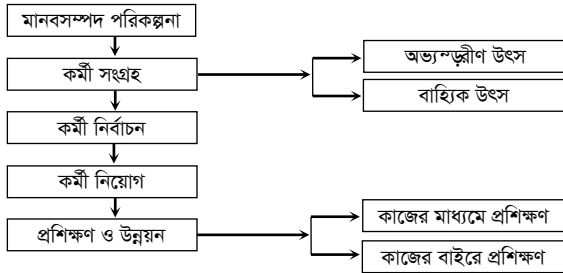 মানবসম্পদ পরিকল্পনা
কর্মী সংগ্রহ
অভ্যন্ড়রীণ উৎস
বাহ্যিক উৎস
কর্মী নির্বাচন
কর্মী নিয়োগ
প্রশিক্ষণ ও উন্নয়ন
কাজের মাধ্যমে প্রশিক্ষণ
কাজের বাইরে প্রশিক্ষণ